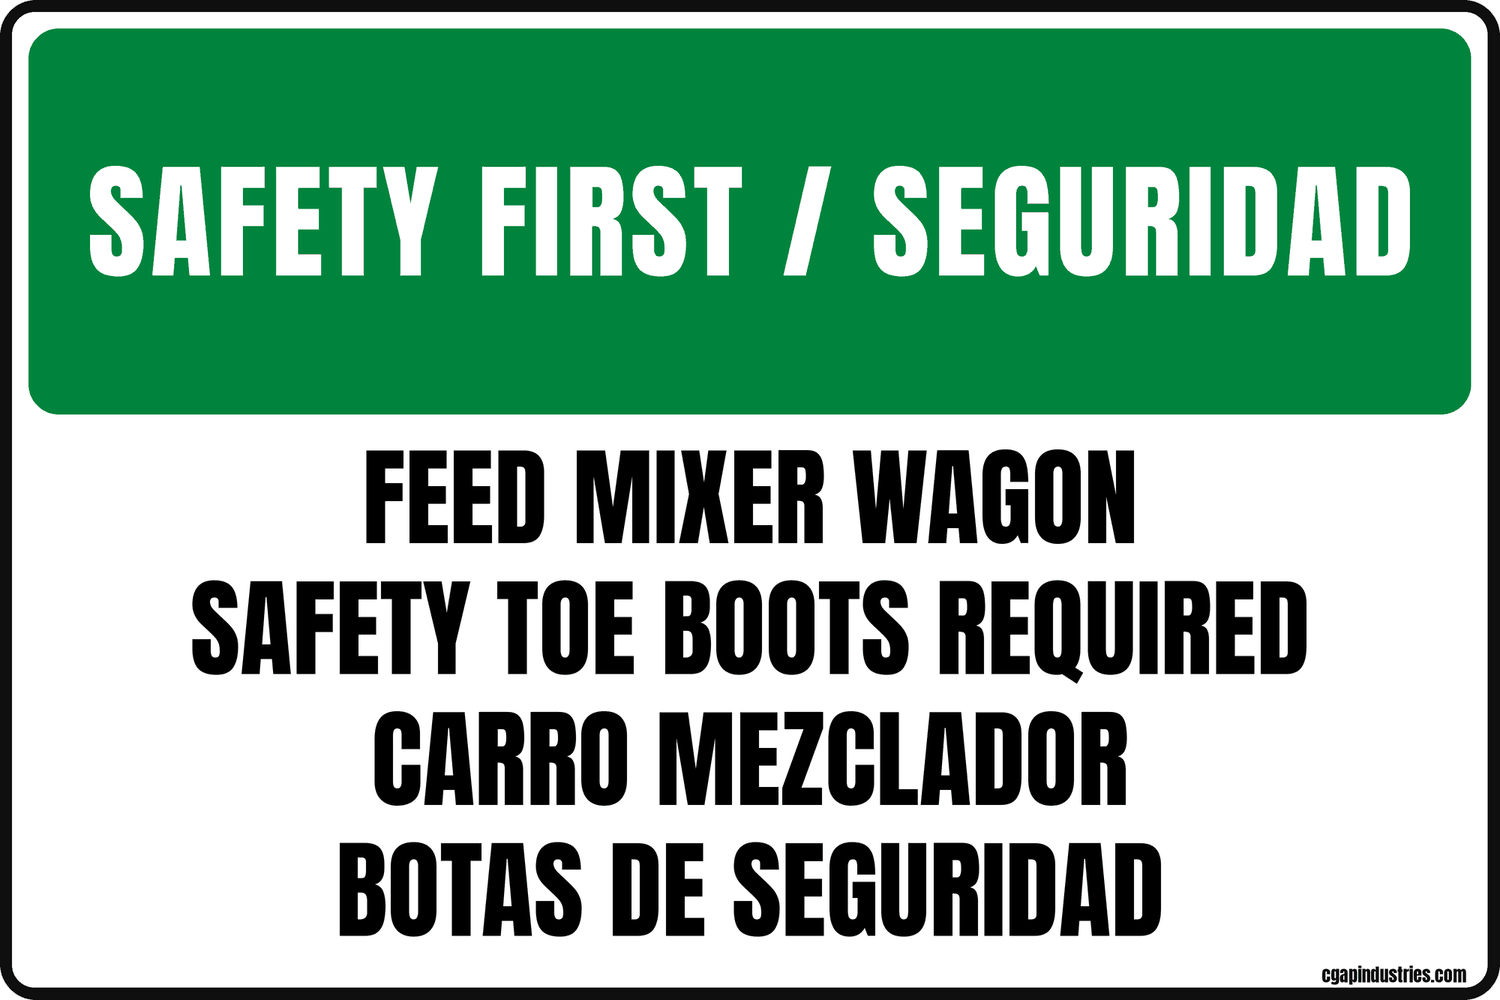 SAFETY FIRST / SEGURIDAD
FEED MIXER WAGON
SAFETY TOE BOOTS REQUIRED
CARRO MEZCLADOR
BOTAS DE SEGURIDAD
cgapindustries.com